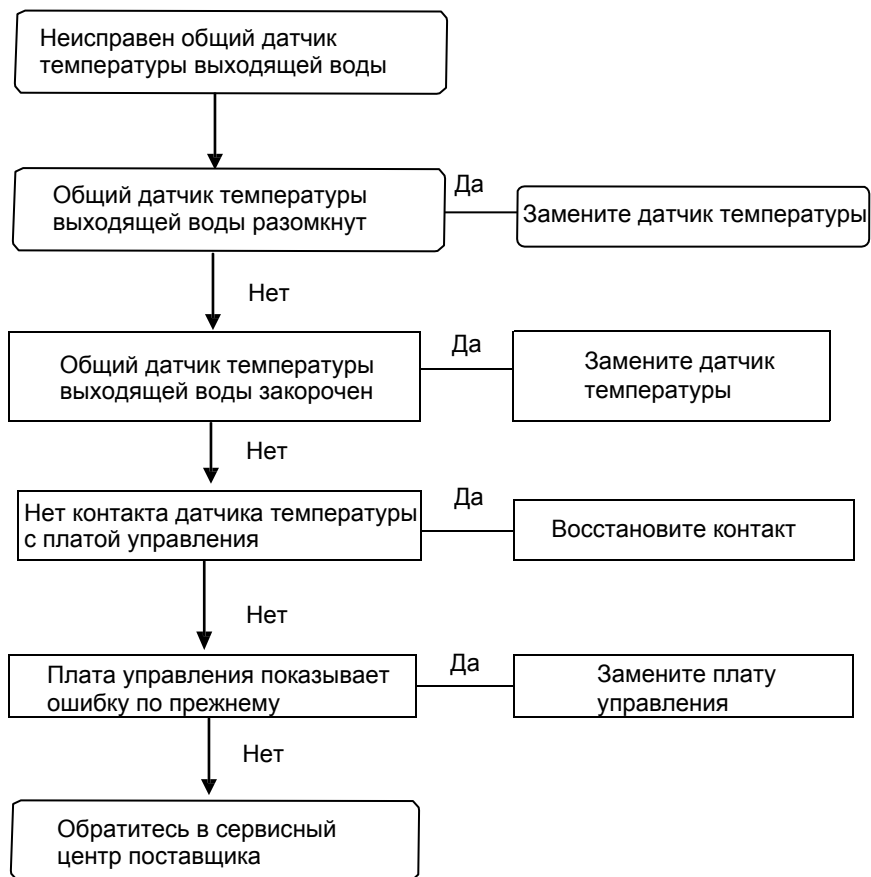 Неисправен общий датчик
температуры выходящей воды
Общий датчик температуры
выходящей воды разомкнут
Да
Замените датчик температуры
Нет
Общий датчик температуры
выходящей воды закорочен
Да
Замените датчик
температуры
Нет
Нет контакта датчика температуры
с платой управления
Да
Восстановите контакт
Нет
Плата управления показывает
ошибку по прежнему
Да
Замените плату
управления
Нет
Обратитесь в сервисный
центр поставщика